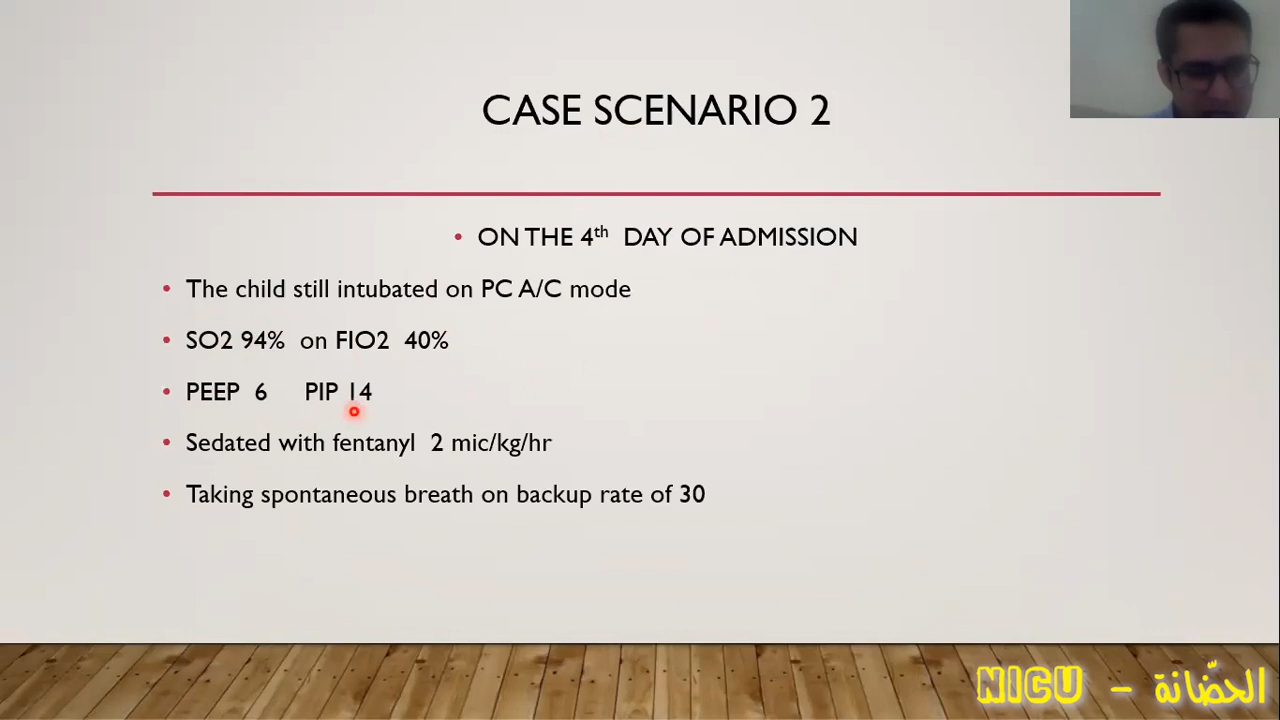 CASE SCENARIO 2
• ON THE 4th DAY OF ADMISSION
• The child still intubated on PC A/C mode
• SO2 94% on FIO2 40%
• PEEP 6 PIP 14
• Sedated with fentanyl 2 mic/kg/hr
• Taking spontaneous breath on backup rate of 30
NICU - الحضّانة